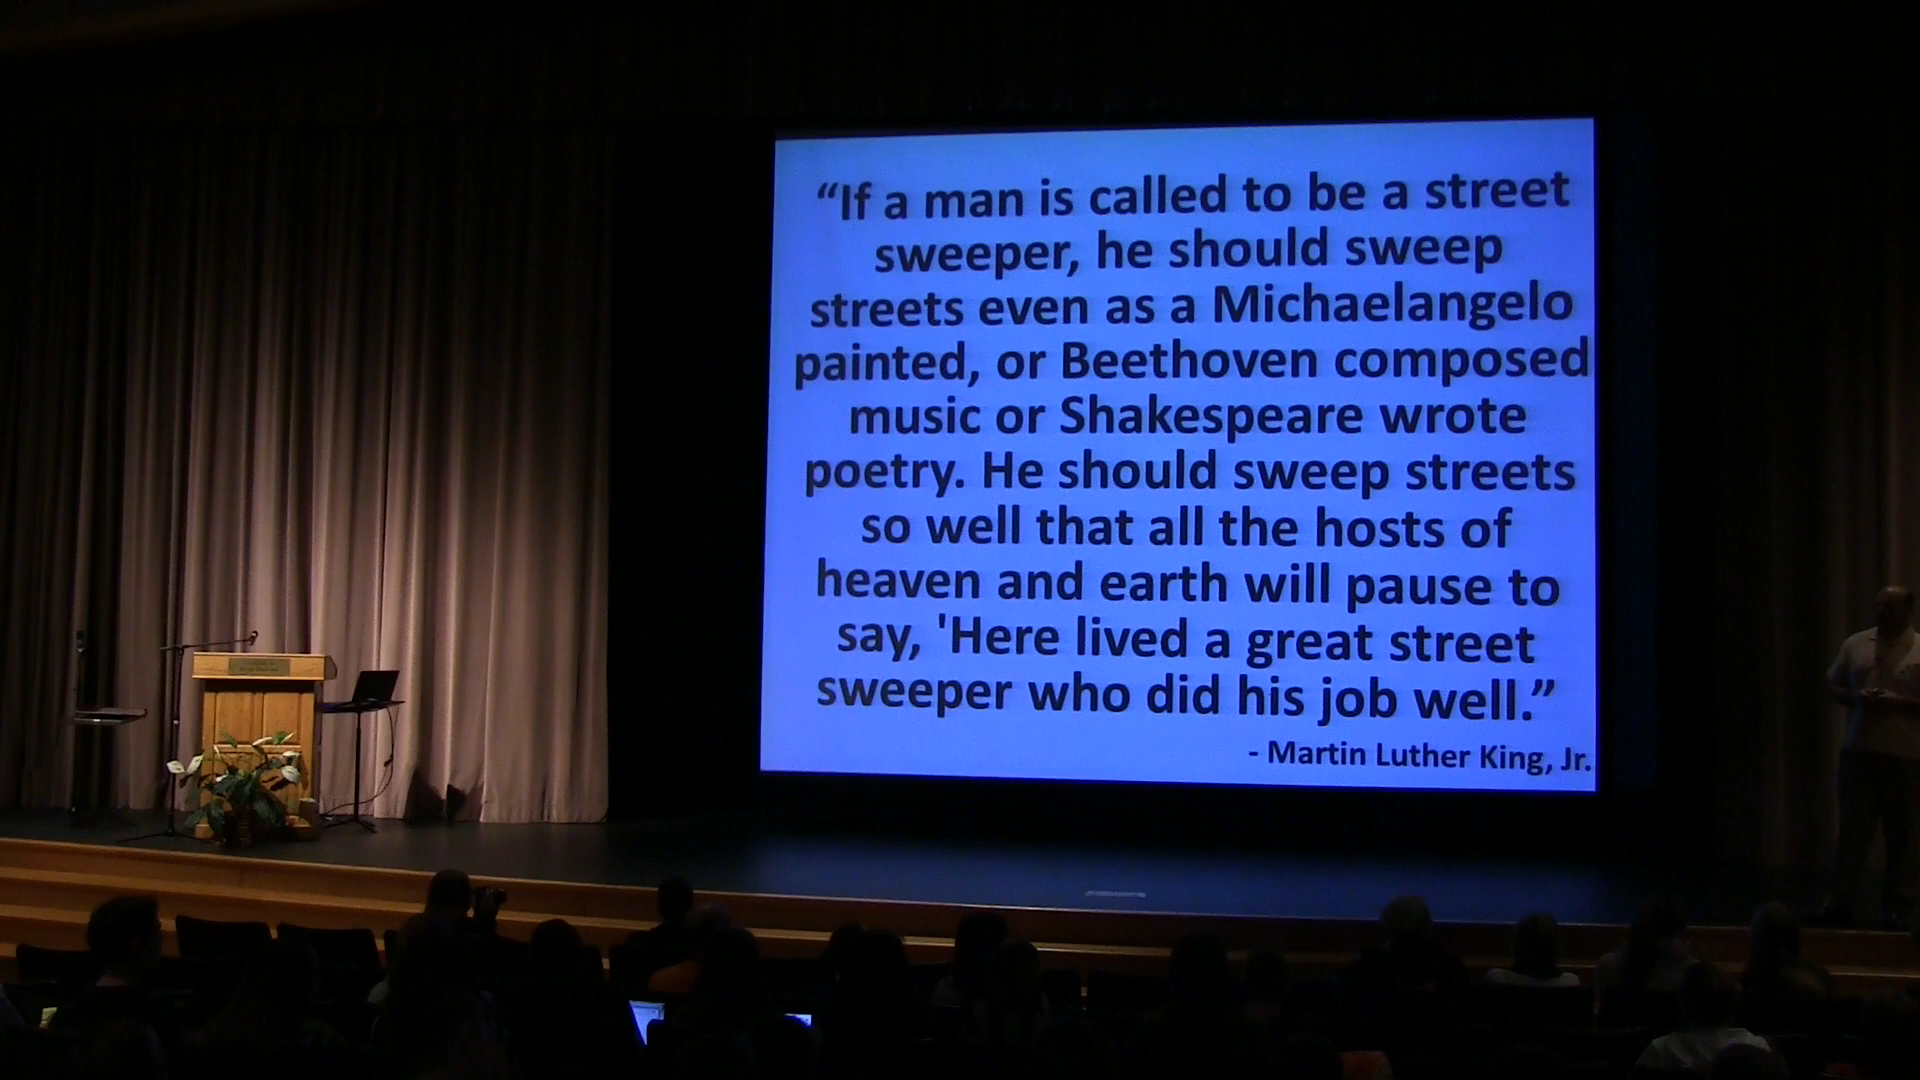 “If a man is called to be a street
sweeper, he should sweep
streets even as a Michaelangelo
painted, or Beethoven composed
music or Shakespeare wrote
poetry. He should sweep streets
so well that all the hosts of
heaven and earth will pause to
say, 'Here lived a great street
sweeper who did his job well.”
- Martin Luther King, Jr.